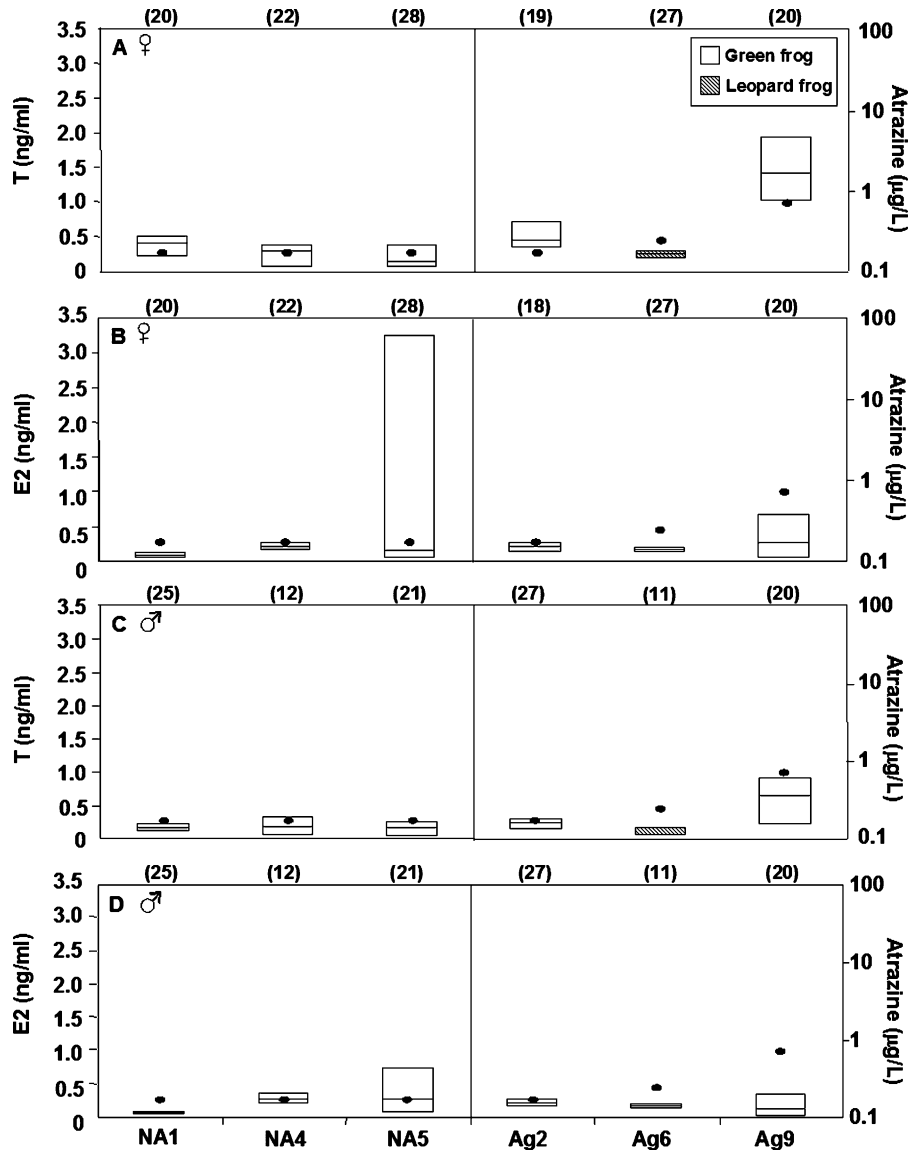 (20) (22) (28) (19) (27) (20)
A ♀
Green frog
Leopard frog
3.5
3.0
2.5
2.0
1.5
1.0
0.5
0
T (ng/ml)
100
10
1
0.1
Atrazine (µg/L)
(20) (22) (28) (18) (27) (20)
B ♀
3.5
3.0
2.5
2.0
1.5
1.0
0.5
0
E2 (ng/ml)
100
10
1
0.1
Atrazine (µg/L)
(25) (12) (21) (27) (11) (20)
C ♂
3.5
3.0
2.5
2.0
1.5
1.0
0.5
0
T (ng/ml)
100
10
1
0.1
Atrazine (µg/L)
(25) (12) (21) (27) (11) (20)
D ♂
3.5
3.0
2.5
2.0
1.5
1.0
0.5
0
E2 (ng/ml)
100
10
1
0.1
Atrazine (µg/L)
NA1 NA4 NA5 Ag2 Ag6 Ag9